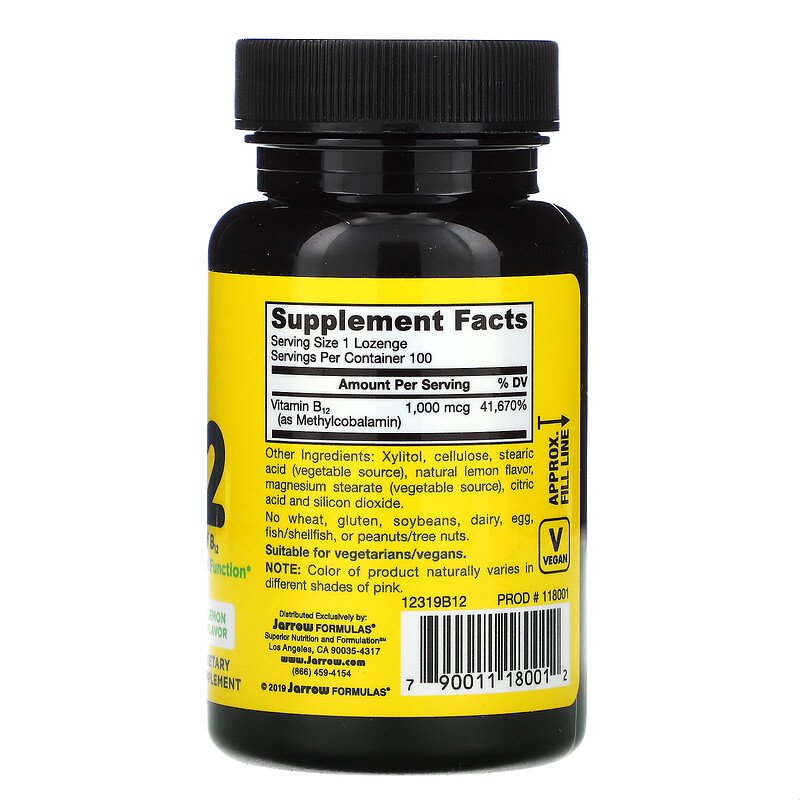 Supplement Facts
Serving Size 1 Lozenge
Servings Per Container 100
Amount Per Serving % DV
Vitamin B12 1,000 mcg 41,670%
(as Methylcobalamin)
Other Ingredients: Xylitol, cellulose, stearic
acid (vegetable source), natural lemon flavor,
magnesium stearate (vegetable source), citric
acid and silicon dioxide.
No wheat, gluten, soybeans, dairy, egg,
fish/shellfish, or peanuts/tree nuts.
Suitable for vegetarians/vegans.
NOTE: Color of product naturally varies in
different shades of pink.
APPROX.
FILL LINE
V
VEGAN
12319B12 PROD # 118001
Distributed Exclusively by:
Jarrow FORMULAS®
Superior Nutrition and Formulation℠
Los Angeles, CA 90035-4317
www.Jarrow.com
(866) 459-4154
© 2019 Jarrow FORMULAS®
7 90011 18001 2
2
B12
Function*